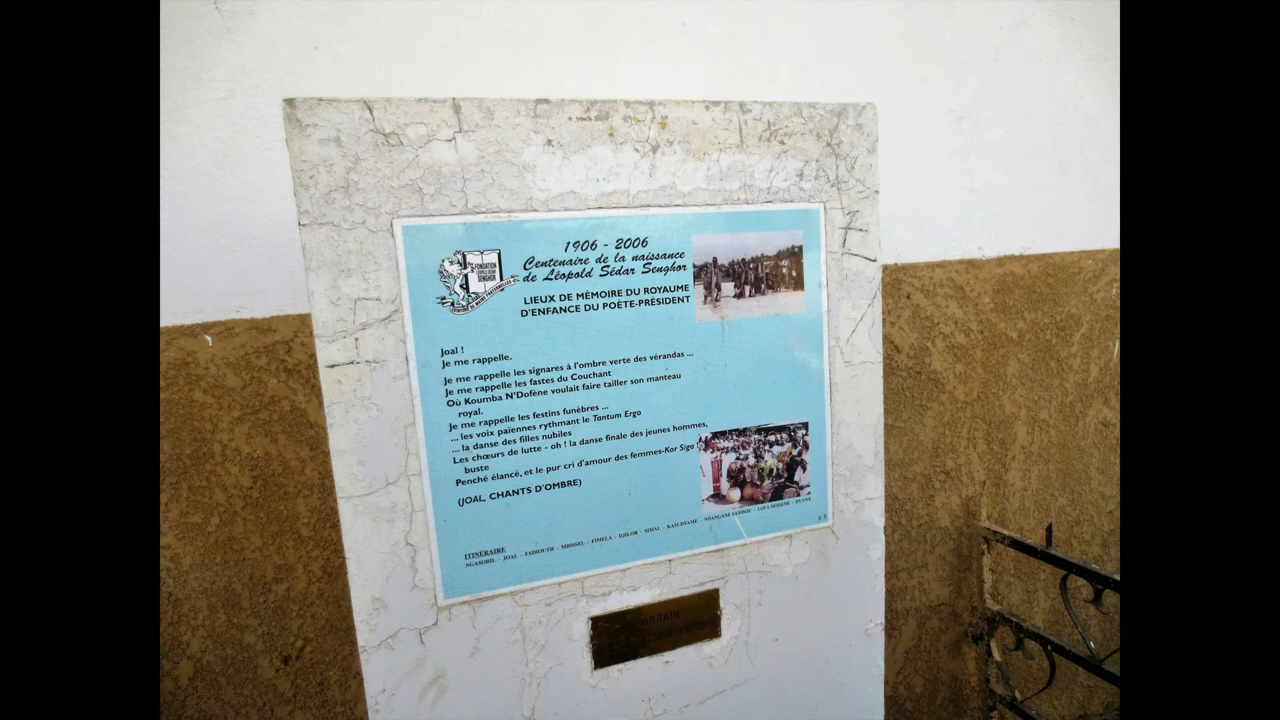 1906 - 2006
Centenaire de la naissance
de Léopold Sédar Senghor
FONDATION
LÉOPOLD SÉDAR
SENGHOR
LIEUX DE MÉMOIRE DU ROYAUME
D'ENFANCE DU POÈTE-PRÉSIDENT
Joal !
Je me rappelle.
Je me rappelle les signares à l'ombre verte des vérandas ...
Je me rappelle les fastes du Couchant
Où Koumba N'Dofène voulait faire tailler son manteau
royal.
Je me rappelle les festins funèbres ...
... les voix païennes rythmant le Tantum Ergo
... la danse des filles nubiles
Les chœurs de lutte - oh ! la danse finale des jeunes hommes,
buste
Penché élancé, et le pur cri d'amour des femmes-Kor Siga !
(JOAL, CHANTS D'OMBRE)
ITINÉRAIRE
NGASOBIL - JOAL - FADIOUTH - MBISSEL - FIMELA - DJILOR - SIMAL - KAM-DYAME - NDANGANE SAMBOU -